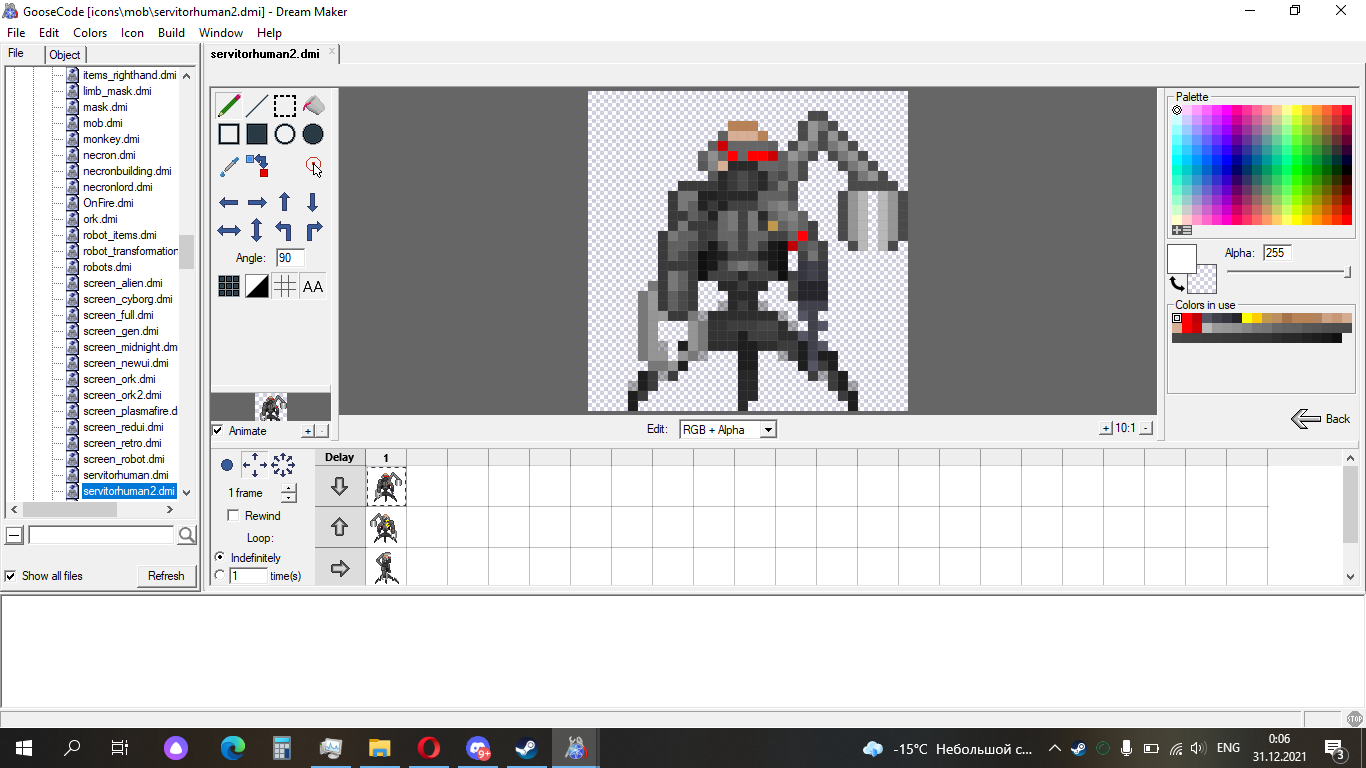 GooseCode [icons\mob\servitorhuman2.dmi] - Dream Maker
File Edit Colors Icon Build Window Help
File Object
servitorhuman2.dmi
items_righthand.dmi
limb_mask.dmi
mask.dmi
mob.dmi
monkey.dmi
necron.dmi
necronbuilding.dmi
necronlord.dmi
OnFire.dmi
ork.dmi
robot_items.dmi
robot_transformation
robots.dmi
screen_alien.dmi
screen_cyborg.dmi
screen_full.dmi
screen_gen.dmi
screen_midnight.dm
screen_newui.dmi
screen_ork.dmi
screen_ork2.dmi
screen_plasmafire.d
screen_redui.dmi
screen_retro.dmi
screen_robot.dmi
servitorhuman.dmi
servitorhuman2.dmi
Show all files
Refresh
Angle: 90
AA
Animate + -
Edit: RGB + Alpha
+ 10:1 -
Palette
Alpha: 255
Colors in use
Back
Delay 1
1 frame
Rewind
Loop:
Indefinitely
1 time(s)
STOP
-15°C Небольшой с...
ENG
0:06
31.12.2021
9+
3